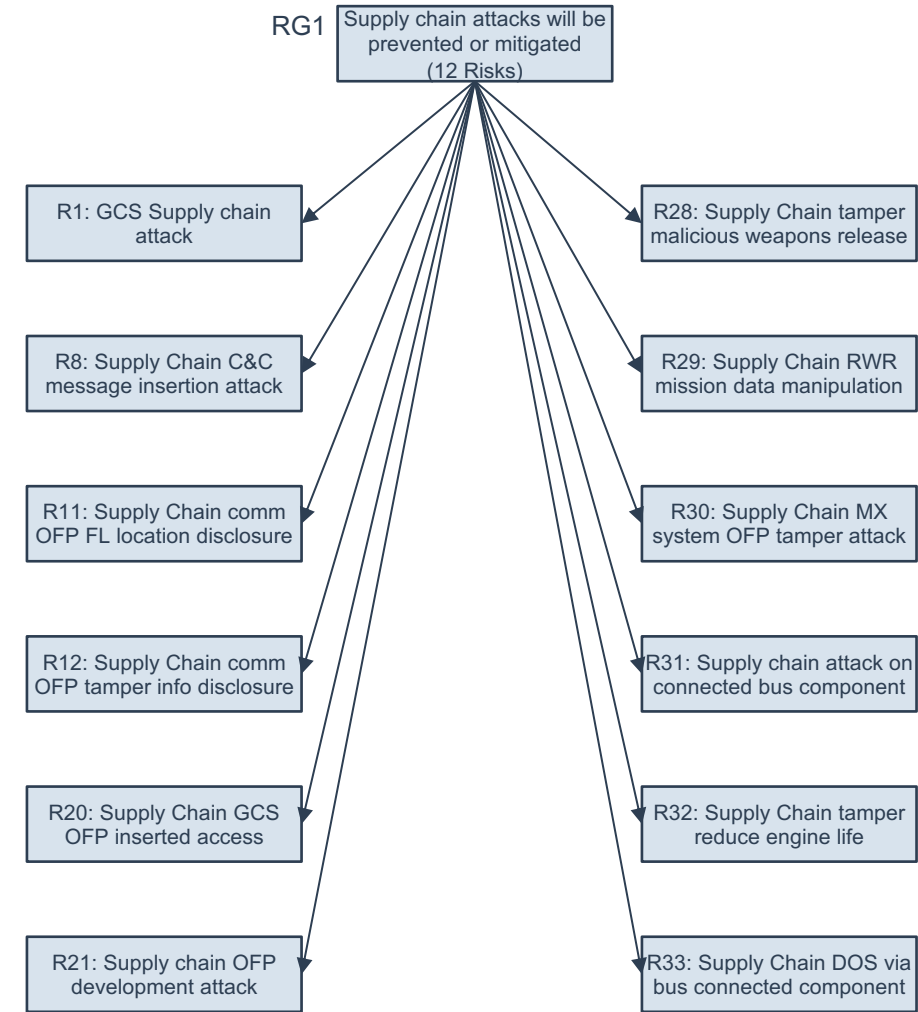 RG1
Supply chain attacks will be
prevented or mitigated
(12 Risks)
R1: GCS Supply chain
attack
R28: Supply Chain tamper
malicious weapons release
R8: Supply Chain C&C
message insertion attack
R29: Supply Chain RWR
mission data manipulation
R11: Supply Chain comm
OFP FL location disclosure
R30: Supply Chain MX
system OFP tamper attack
R12: Supply Chain comm
OFP tamper info disclosure
R31: Supply chain attack on
connected bus component
R20: Supply Chain GCS
OFP inserted access
R32: Supply Chain tamper
reduce engine life
R21: Supply chain OFP
development attack
R33: Supply Chain DOS via
bus connected component